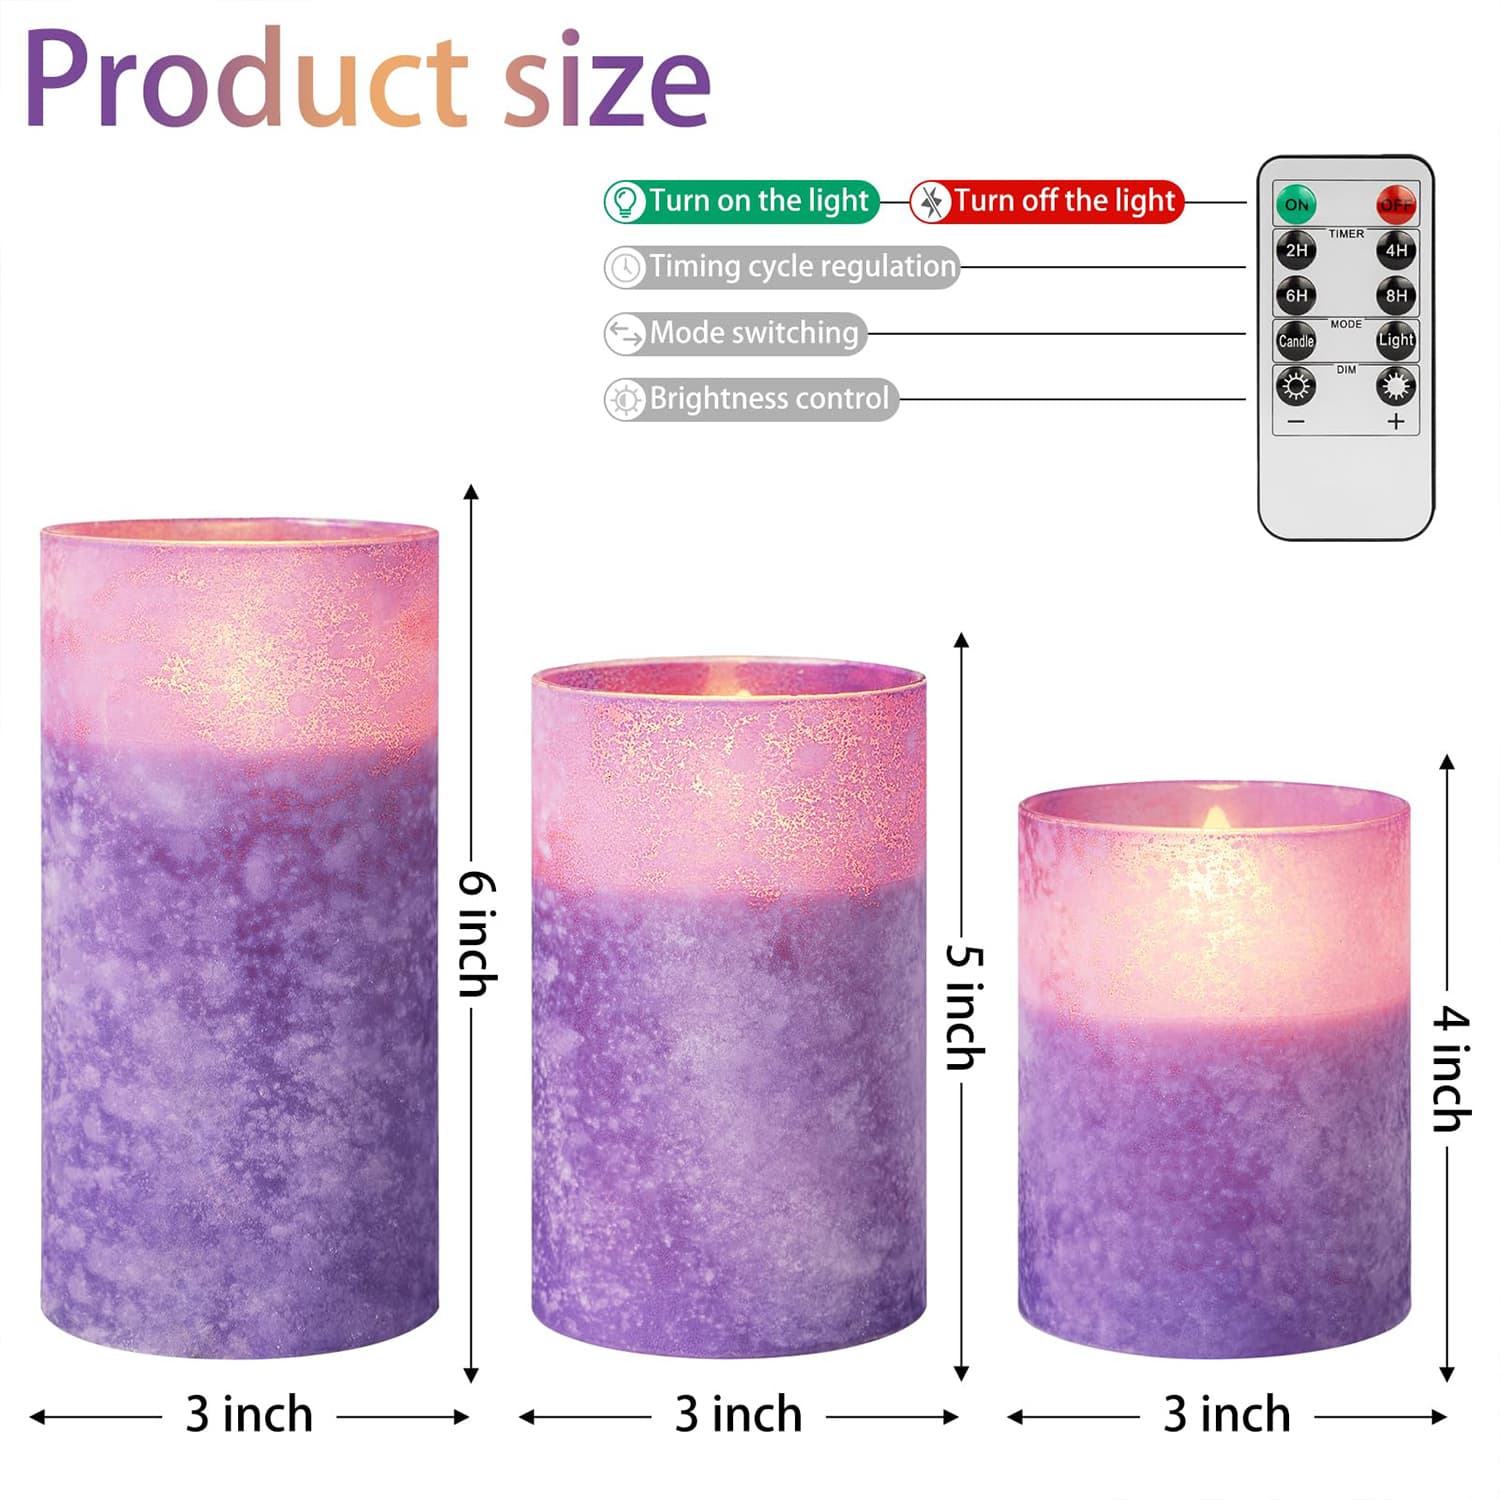 Product size
Turn on the light
Turn off the light
Timing cycle regulation
Mode switching
Brightness control
ON
OFF
TIMER
2H
4H
6H
8H
MODE
Candle
Light
DIM
− +
6 inch
5 inch
4 inch
3 inch
3 inch
3 inch